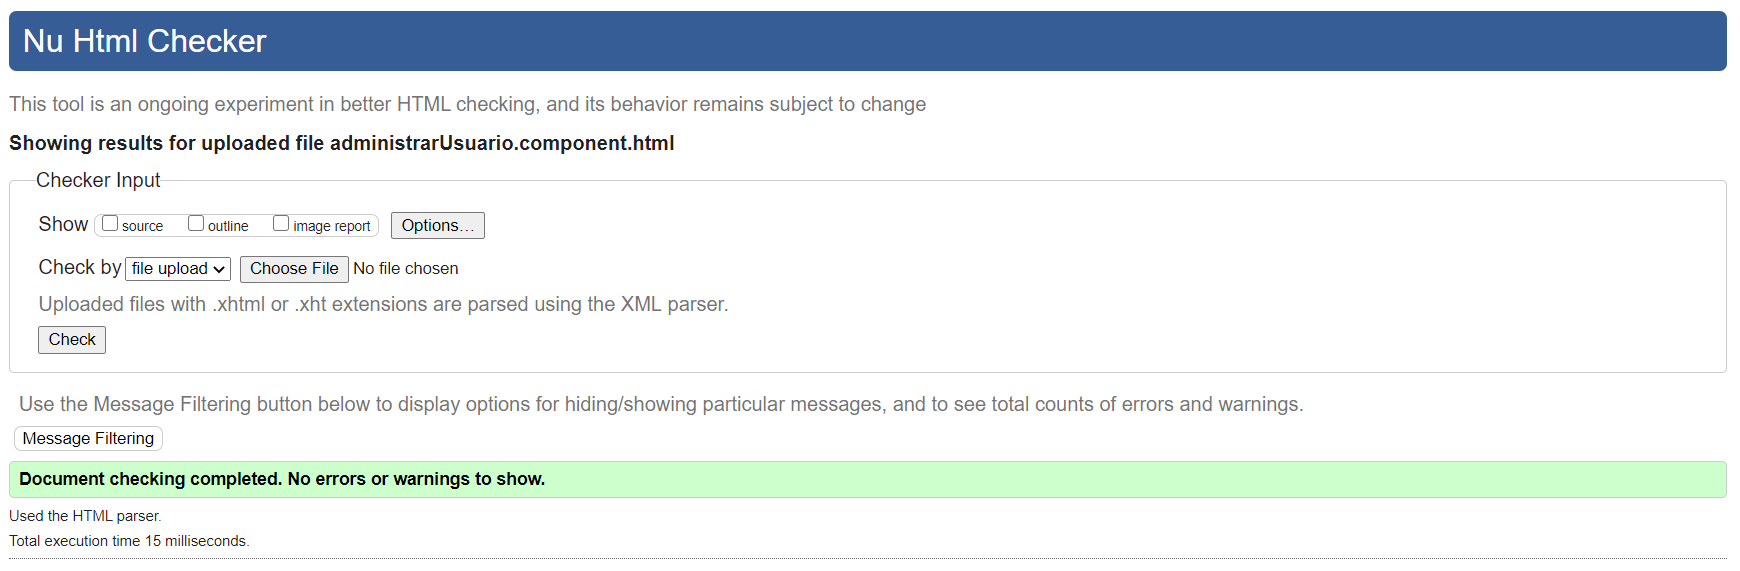 Nu Html Checker
This tool is an ongoing experiment in better HTML checking, and its behavior remains subject to change
Showing results for uploaded file administrarUsuario.component.html
Checker Input
Show source outline image report Options…
Check by file upload Choose File No file chosen
Uploaded files with .xhtml or .xht extensions are parsed using the XML parser.
Check
Use the Message Filtering button below to display options for hiding/showing particular messages, and to see total counts of errors and warnings.
Message Filtering
Document checking completed. No errors or warnings to show.
Used the HTML parser.
Total execution time 15 milliseconds.